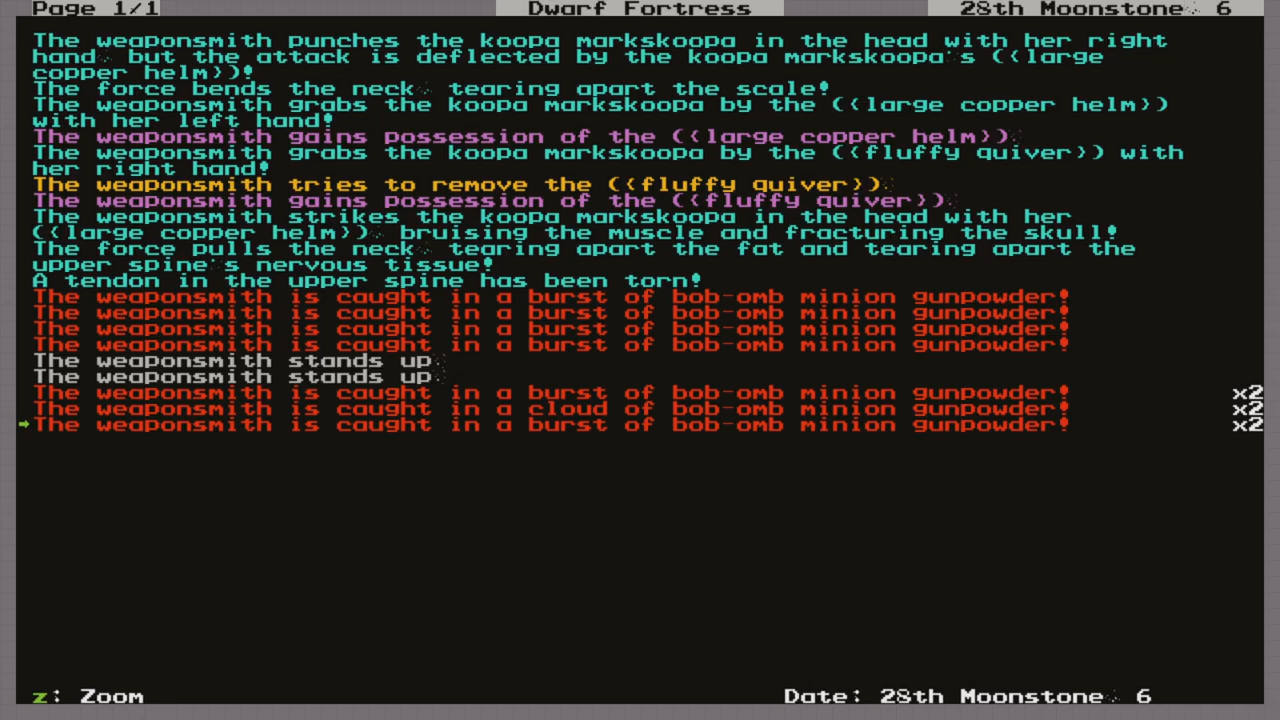 Page 1/1 Dwarf Fortress 28th Moonstone, 6
The weaponsmith punches the koopa markskoopa in the head with her right
hand, but the attack is deflected by the koopa markskoopa's ((large
copper helm))!
The force bends the neck, tearing apart the scale!
The weaponsmith grabs the koopa markskoopa by the ((large copper helm))
with her left hand!
The weaponsmith gains possession of the ((large copper helm)).
The weaponsmith grabs the koopa markskoopa by the ((fluffy quiver)) with
her right hand!
The weaponsmith tries to remove the ((fluffy quiver)).
The weaponsmith gains possession of the ((fluffy quiver)).
The weaponsmith strikes the koopa markskoopa in the head with her
((large copper helm)), bruising the muscle and fracturing the skull!
The force pulls the neck, tearing apart the fat and tearing apart the
upper spine's nervous tissue!
A tendon in the upper spine has been torn!
The weaponsmith is caught in a burst of bob-omb minion gunpowder!
The weaponsmith is caught in a burst of bob-omb minion gunpowder!
The weaponsmith is caught in a burst of bob-omb minion gunpowder!
The weaponsmith is caught in a burst of bob-omb minion gunpowder!
The weaponsmith stands up.
The weaponsmith stands up.
The weaponsmith is caught in a burst of bob-omb minion gunpowder! x2
The weaponsmith is caught in a cloud of bob-omb minion gunpowder! x2
The weaponsmith is caught in a burst of bob-omb minion gunpowder! x2
z: Zoom Date: 28th Moonstone, 6